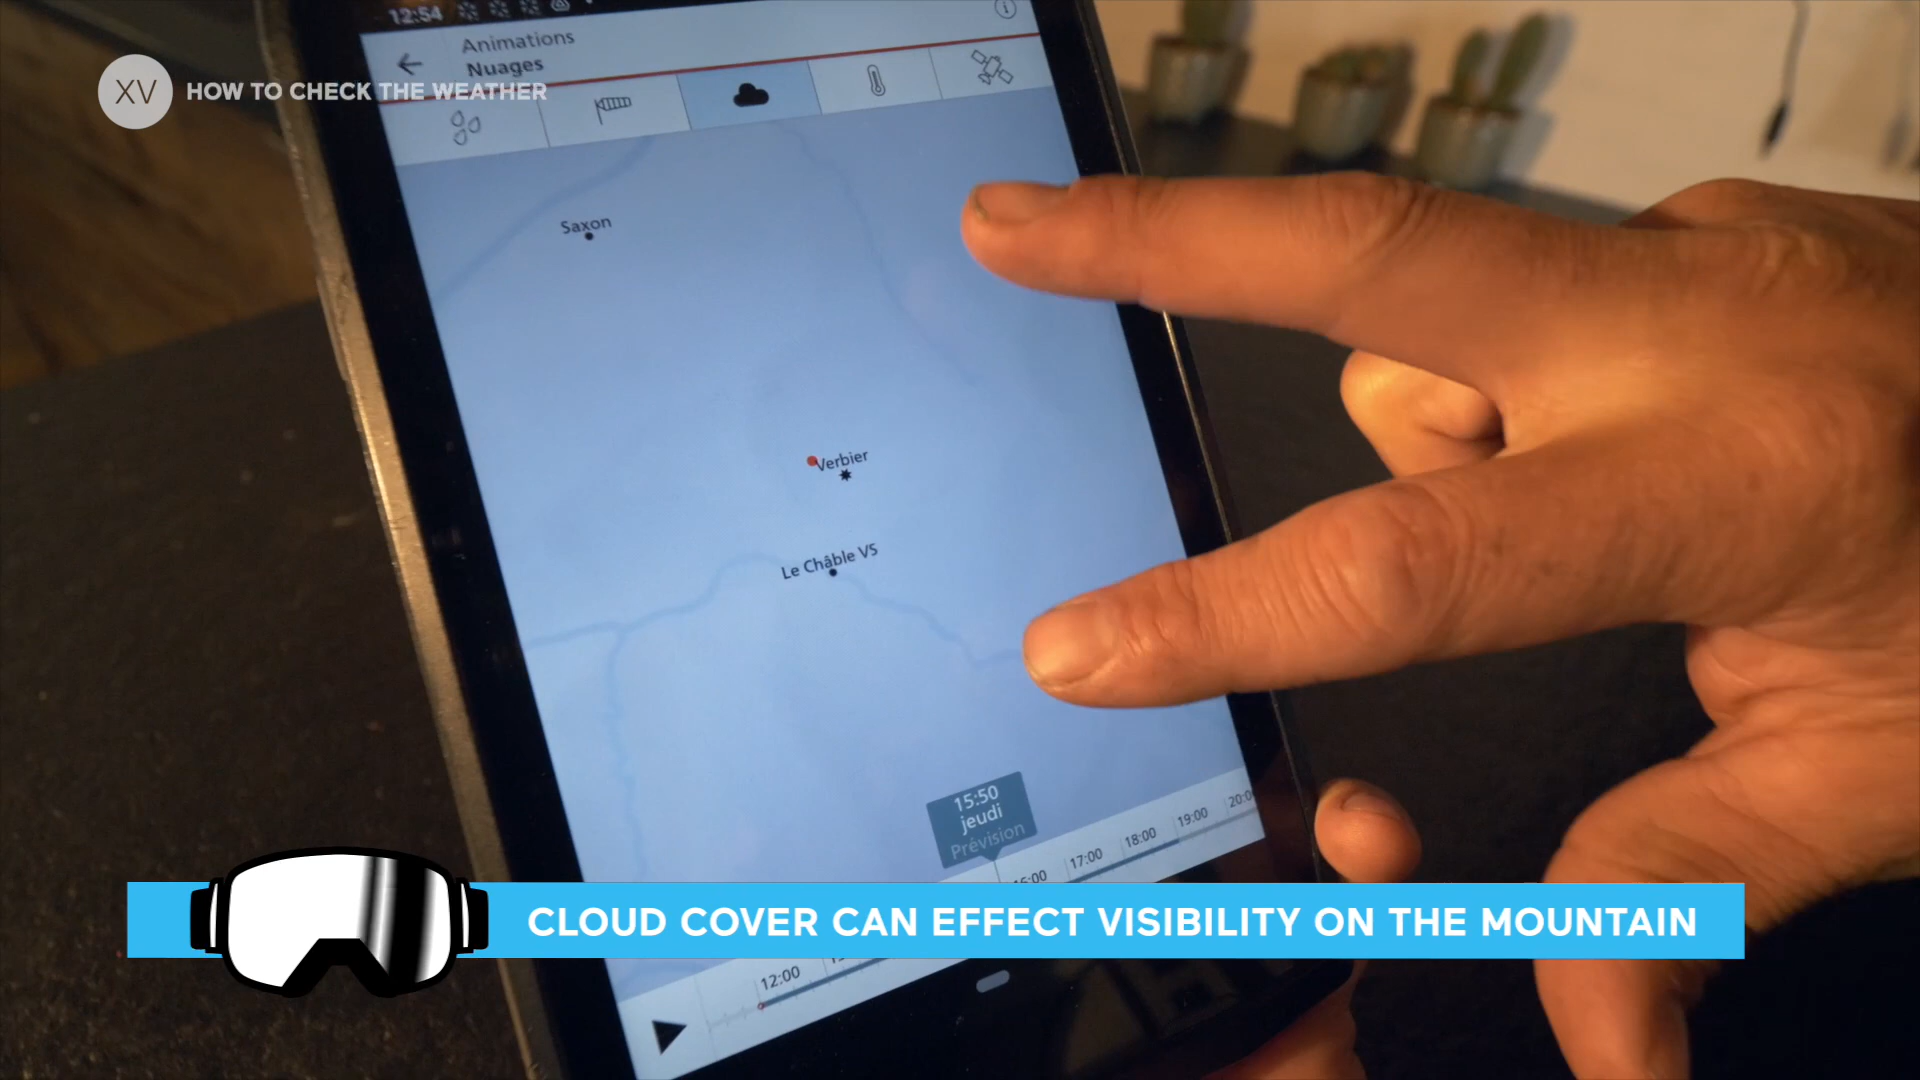 12:54
Animations
Nuages
XV HOW TO CHECK THE WEATHER
Saxon
Verbier
Le Châble VS
15:50
jeudi
Prévision
17:00
18:00
19:00
CLOUD COVER CAN EFFECT VISIBILITY ON THE MOUNTAIN
12:00